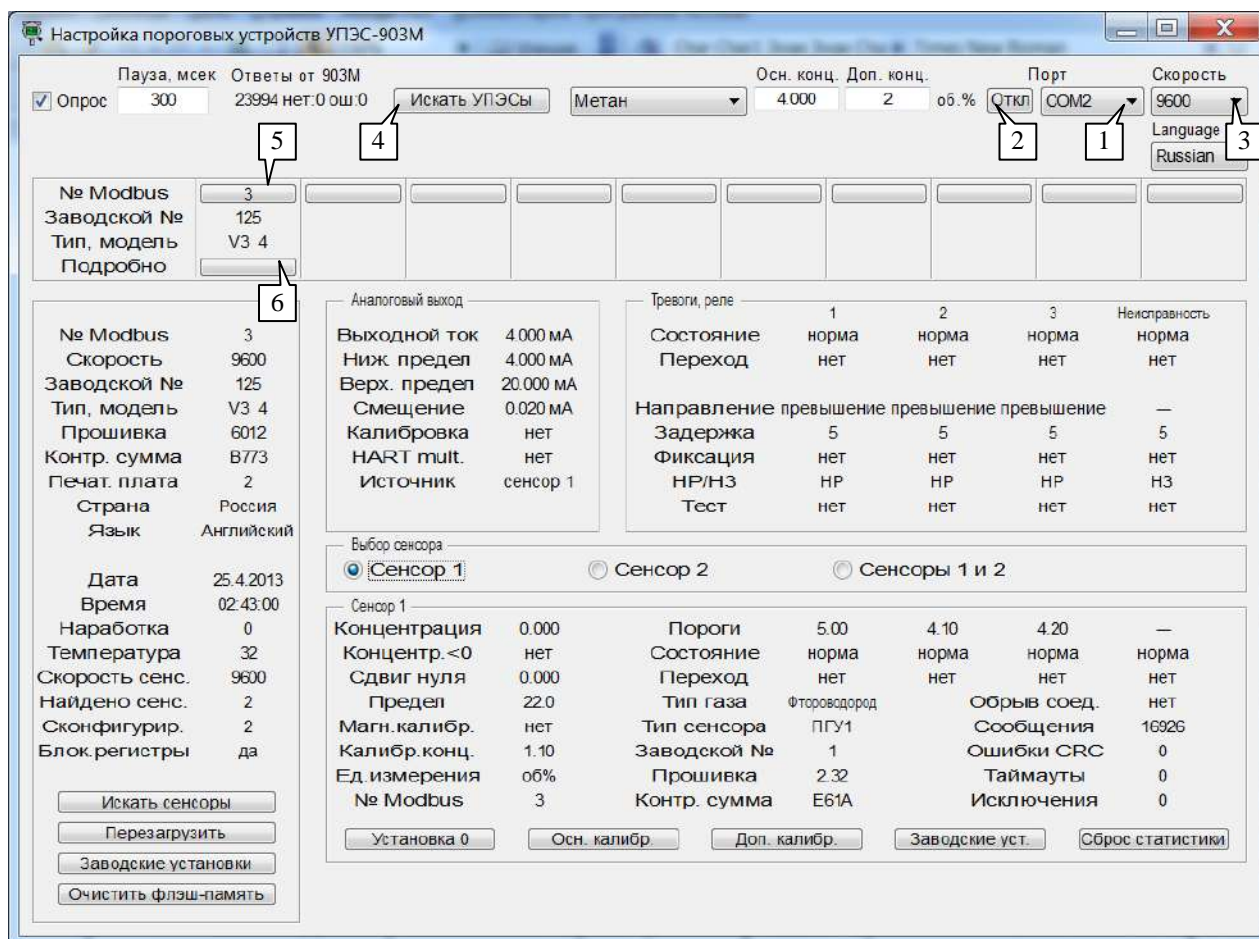 Настройка пороговых устройств УПЭС-903М
Пауза, мсек Ответы от 903М Осн. конц. Доп. конц. Порт Скорость
Опрос 300 23994 нет:0 ош:0 Искать УПЭСы Метан 4.000 2 об.% Откл COM2 9600
Language
Russian
5 4 2 1 3
№ Modbus 3
Заводской № 125
Тип, модель V3 4
Подробно
6
№ Modbus 3
Скорость 9600
Заводской № 125
Тип, модель V3 4
Прошивка 6012
Контр. сумма B773
Печат. плата 2
Страна Россия
Язык Английский
Дата 25.4.2013
Время 02:43:00
Наработка 0
Температура 32
Скорость сенс. 9600
Найдено сенс. 2
Сконфигурир. 2
Блок.регистры да
Искать сенсоры
Перезагрузить
Заводские установки
Очистить флэш-память
Аналоговый выход
Выходной ток 4.000 мА
Ниж. предел 4.000 мА
Верх. предел 20.000 мА
Смещение 0.020 мА
Калибровка нет
HART mult. нет
Источник сенсор 1
Тревоги, реле
1 2 3 Неисправность
Состояние норма норма норма норма
Переход нет нет нет нет
Направление превышение превышение превышение —
Задержка 5 5 5 5
Фиксация нет нет нет нет
НР/НЗ НР НР НР НЗ
Тест нет нет нет нет
Выбор сенсора
Сенсор 1 Сенсор 2 Сенсоры 1 и 2
Сенсор 1
Концентрация 0.000 Пороги 5.00 4.10 4.20 —
Концентр.<0 нет Состояние норма норма норма норма
Сдвиг нуля 0.000 Переход нет нет нет нет
Предел 22.0 Тип газа Фтороводород Обрыв соед. нет
Магн.калибр. нет Тип сенсора ПГУ1 Сообщения 16926
Калибр.конц. 1.10 Заводской № 1 Ошибки CRC 0
Ед.измерения об% Прошивка 2.32 Таймауты 0
№ Modbus 3 Контр. сумма E61A Исключения 0
Установка 0 Осн. калибр. Доп. калибр. Заводские уст. Сброс статистики